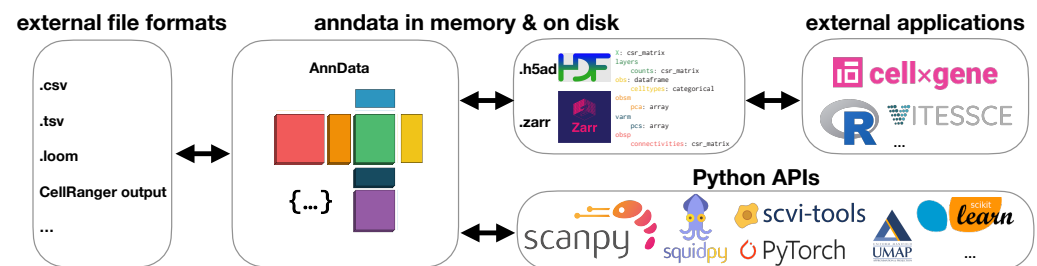 external file formats
anndata in memory & on disk
external applications
.csv
.tsv
.loom
CellRanger output
...
AnnData
{...}
.h5ad
HDF
.zarr
Zarr
X: csr_matrix
layers
counts: csr_matrix
obs: dataframe
celltypes: categorical
obsm
pca: array
varm
pcs: array
obsp
connectivities: csr_matrix
cell×gene
R
VITESSCE
...
Python APIs
scanpy
squidpy
scvi-tools
PyTorch
UMAP
scikit
learn
...